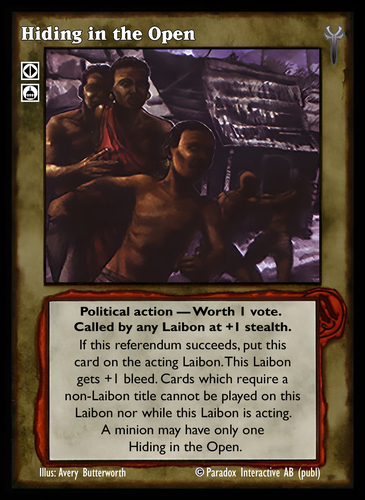 Hiding in the Open
Political action — Worth 1 vote.
Called by any Laibon at +1 stealth.
If this referendum succeeds, put this
card on the acting Laibon. This Laibon
gets +1 bleed. Cards which require a
non-Laibon title cannot be played on this
Laibon nor while this Laibon is acting.
A minion may have only one
Hiding in the Open.
Illus: Avery Butterworth © Paradox Interactive AB (publ)